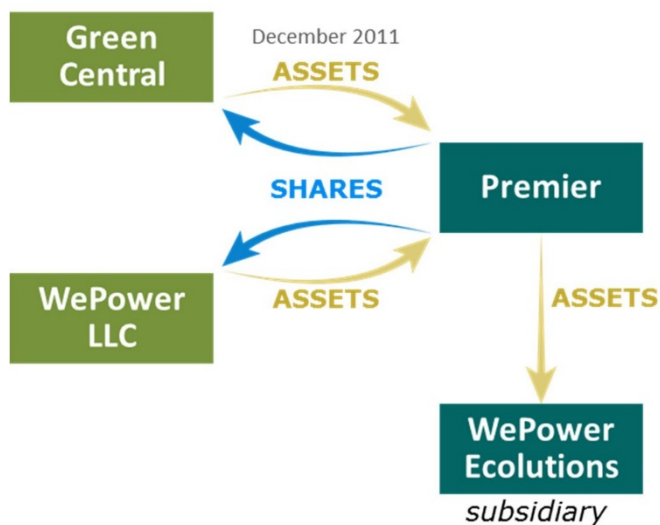 Green
Central
December 2011
ASSETS
SHARES
Premier
WePower
LLC
ASSETS
ASSETS
WePower
Ecolutions
subsidiary